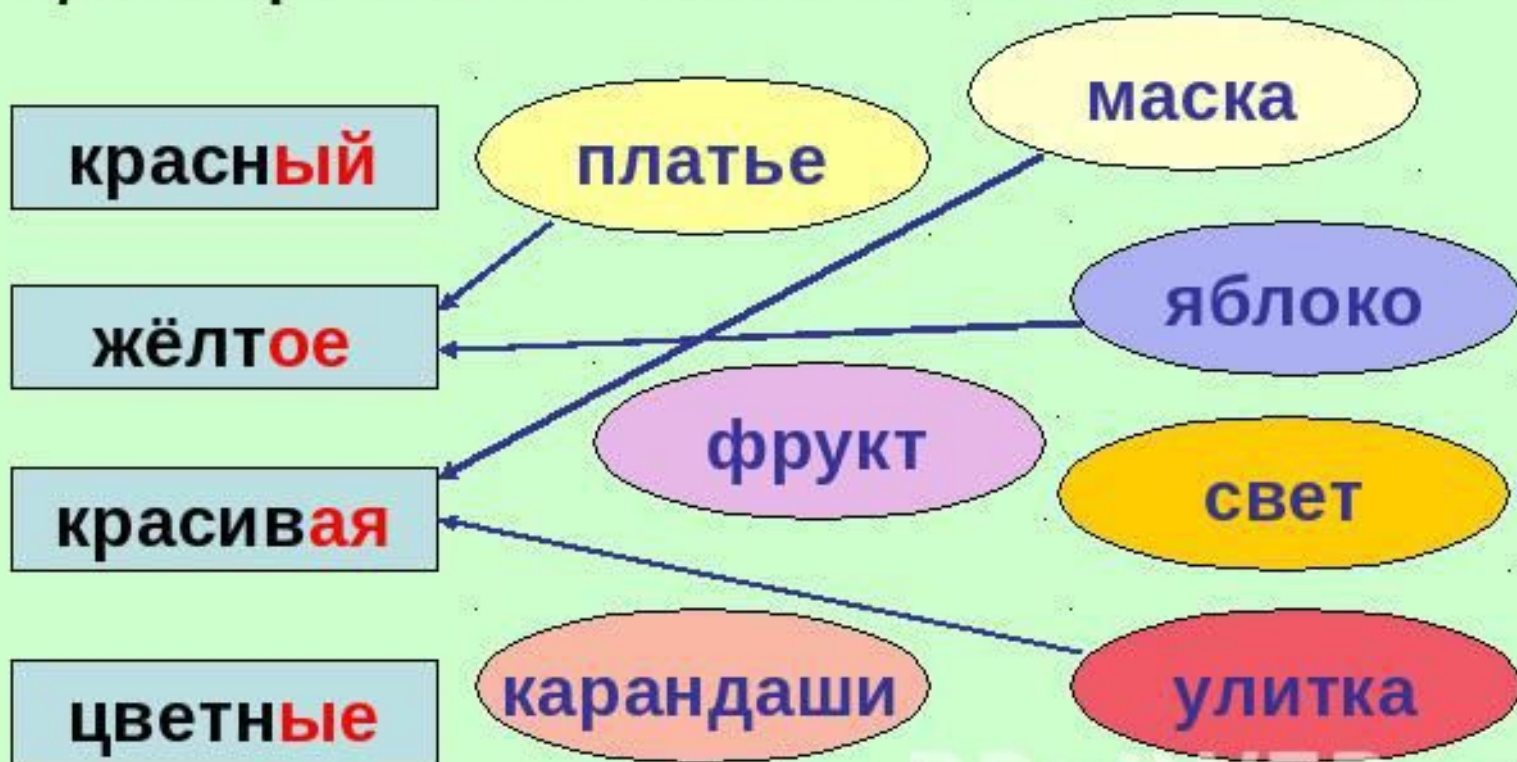 красный
жёлтое
красивая
цветные
платье
маска
яблоко
фрукт
свет
карандаши
улитка